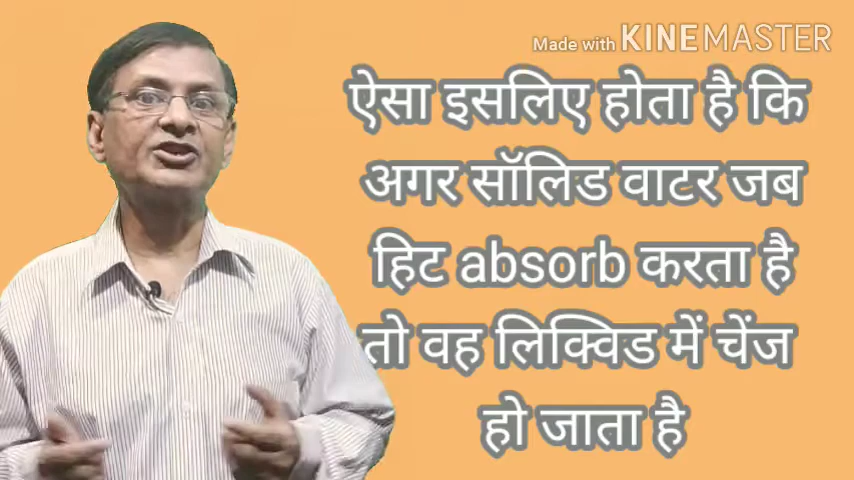 Made with KINEMASTER
ऐसा इसलिए होता है कि
अगर सॉलिड वाटर जब
हिट absorb करता है
तो वह लिक्विड में चेंज
हो जाता है